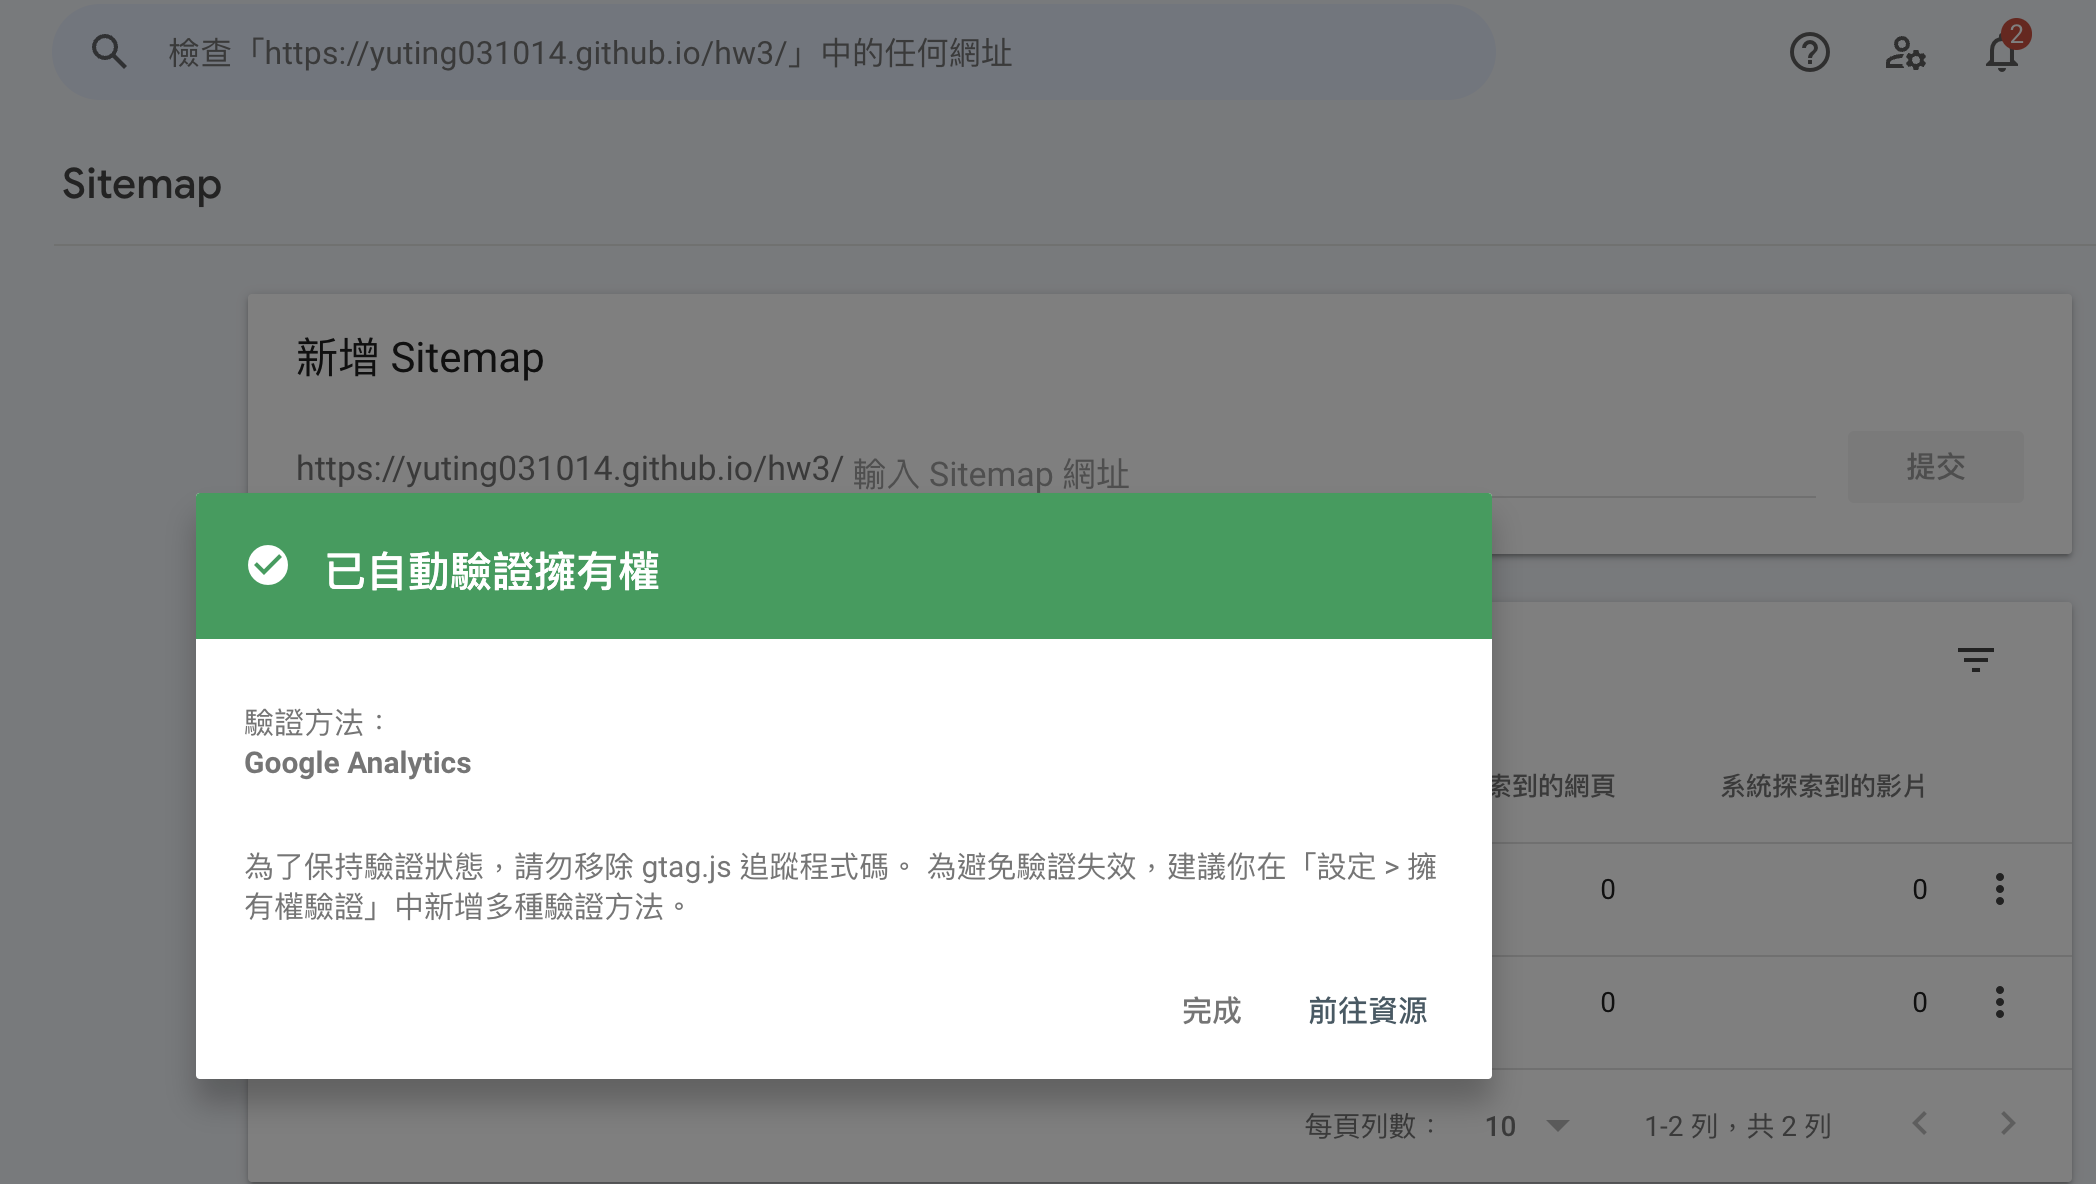 檢查「https://yuting031014.github.io/hw3/」中的任何網址
2
Sitemap
新增 Sitemap
https://yuting031014.github.io/hw3/ 輸入 Sitemap 網址
提交
已自動驗證擁有權
驗證方法：
Google Analytics
索到的網頁
系統探索到的影片
為了保持驗證狀態，請勿移除 gtag.js 追蹤程式碼。 為避免驗證失效，建議你在「設定 > 擁
有權驗證」中新增多種驗證方法。
0 0
0 0
完成 前往資源
每頁列數： 10 1-2 列，共 2 列